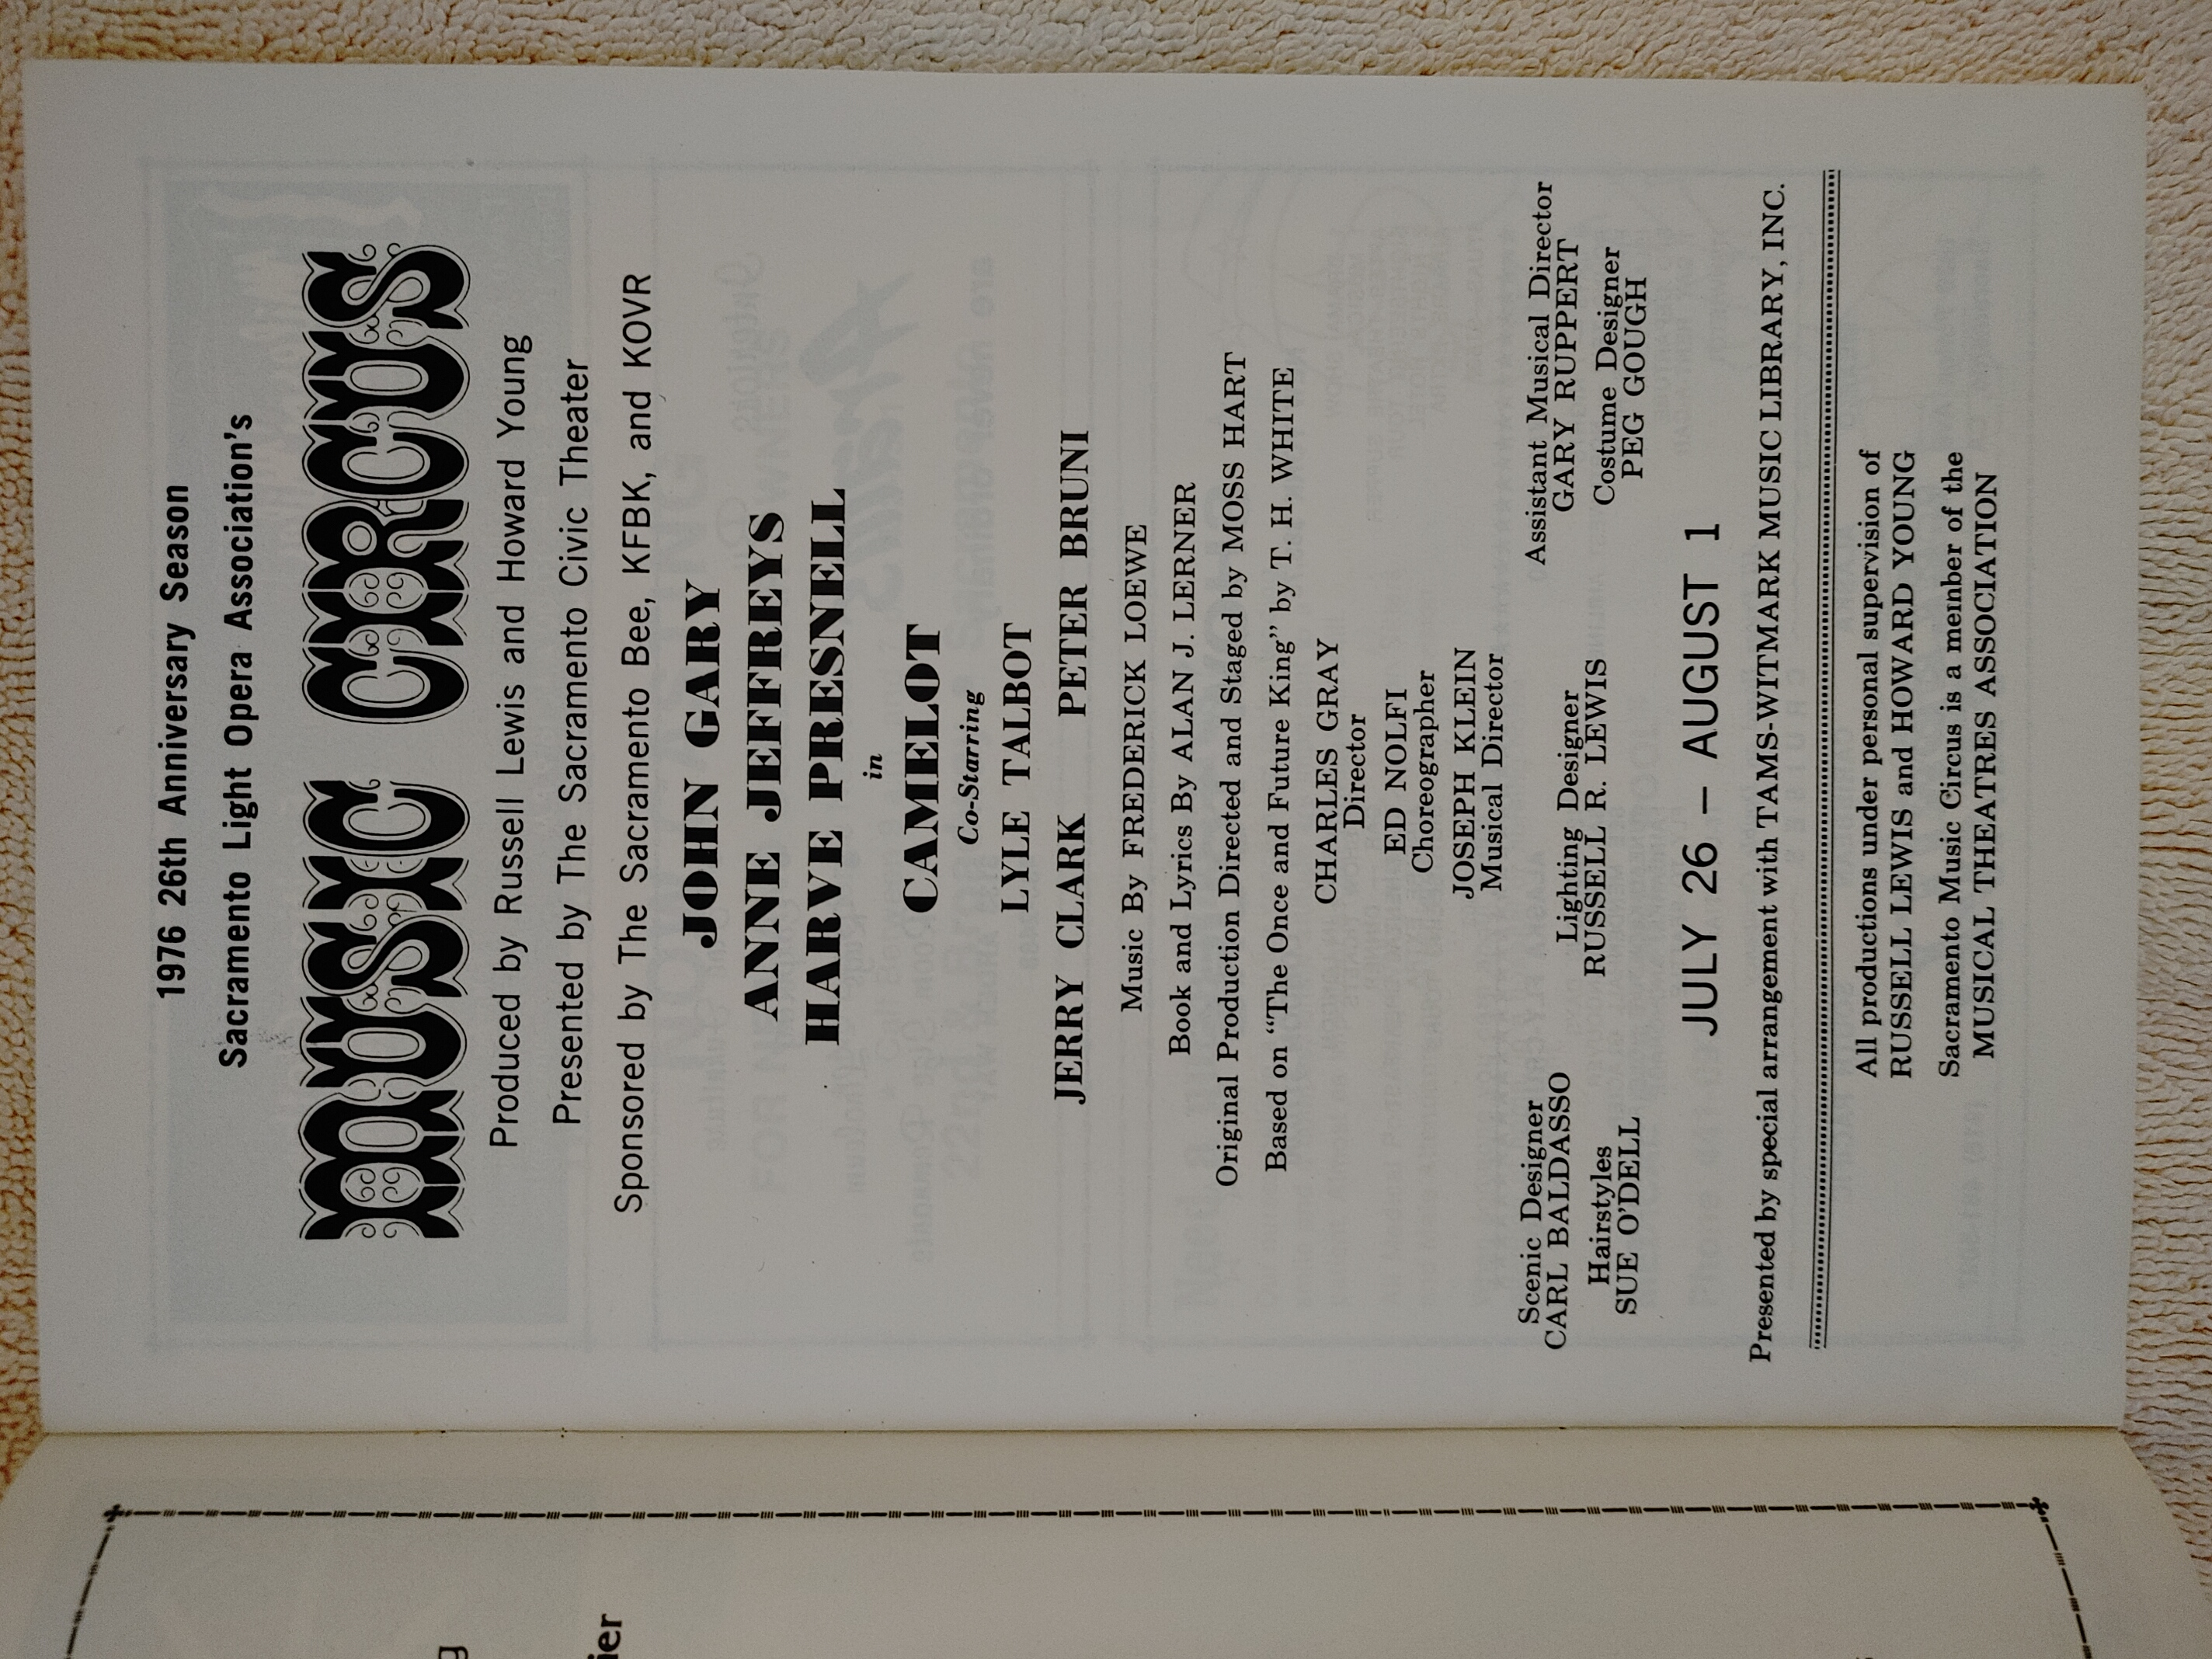 1976 26th Anniversary Season
Sacramento Light Opera Association's
MUSIC CIRCUS
Produced by Russell Lewis and Howard Young
Presented by The Sacramento Civic Theater
Sponsored by The Sacramento Bee, KFBK, and KOVR
JOHN GARY
ANNE JEFFREYS
HARVE PRESNELL
in
CAMELOT
Co-Starring
LYLE TALBOT
JERRY CLARK PETER BRUNI
Music By FREDERICK LOEWE
Book and Lyrics By ALAN J. LERNER
Original Production Directed and Staged by MOSS HART
Based on "The Once and Future King" by T. H. WHITE
CHARLES GRAY
Director
ED NOLFI
Choreographer
JOSEPH KLEIN
Musical Director
Scenic Designer
CARL BALDASSO
Lighting Designer
RUSSELL R. LEWIS
Assistant Musical Director
GARY RUPPERT
Hairstyles
SUE O'DELL
Costume Designer
PEG GOUGH
JULY 26 – AUGUST 1
Presented by special arrangement with TAMS-WITMARK MUSIC LIBRARY, INC.
All productions under personal supervision of
RUSSELL LEWIS and HOWARD YOUNG
Sacramento Music Circus is a member of the
MUSICAL THEATRES ASSOCIATION